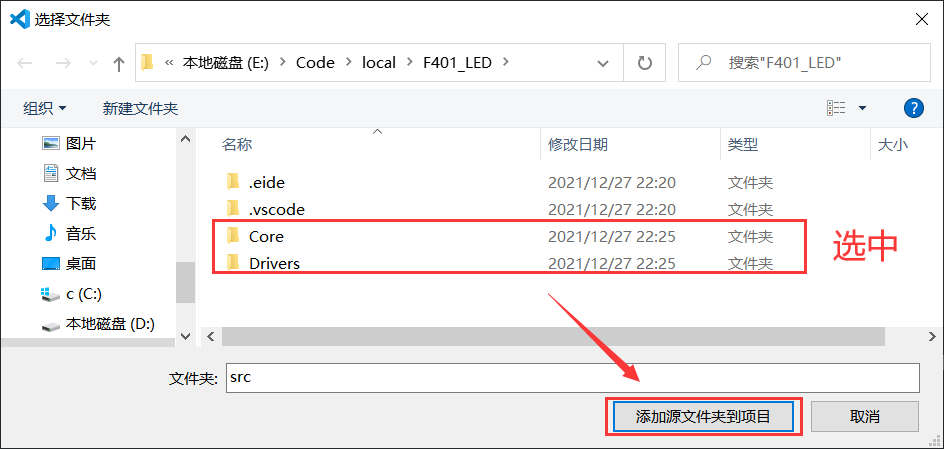 选择文件夹
« 本地磁盘 (E:) > Code > local > F401_LED >
搜索"F401_LED"
组织
新建文件夹
?
名称 修改日期 类型 大小
图片
文档
下载
音乐
桌面
c (C:)
本地磁盘 (D:)
.eide 2021/12/27 22:20 文件夹
.vscode 2021/12/27 22:20 文件夹
Core 2021/12/27 22:25 文件夹
Drivers 2021/12/27 22:25 文件夹
选中
文件夹: src
添加源文件夹到项目 取消